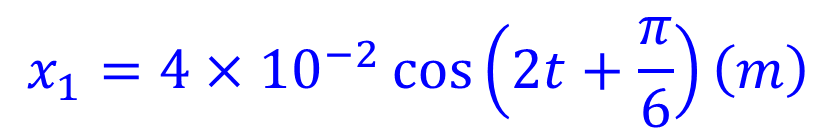 x₁ = 4 × 10⁻² cos(2t + π/6) (m)